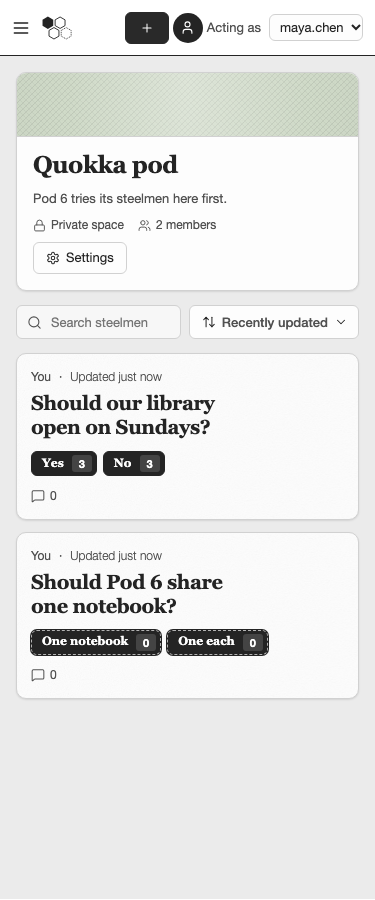 Acting as maya.chen
Quokka pod
Pod 6 tries its steelmen here first.
Private space 2 members
Settings
Search steelmen Recently updated
You · Updated just now
Should our library
open on Sundays?
Yes 3 No 3
0
You · Updated just now
Should Pod 6 share
one notebook?
One notebook 0 One each 0
0